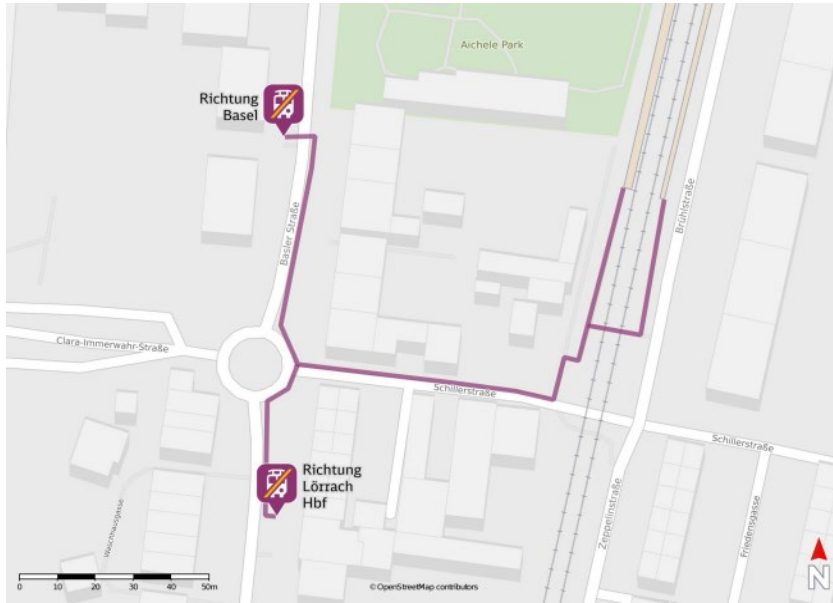 Aichele Park
Richtung
Basel
Basler Straße
Brühlstraße
Clara-Immerwahr-Straße
Schillerstraße
Schillerstraße
Richtung
Lörrach
Hbf
Waschhausgasse
Zeppelinstraße
Friedensgasse
0 10 20 30 40 50m
© OpenStreetMap contributors
N